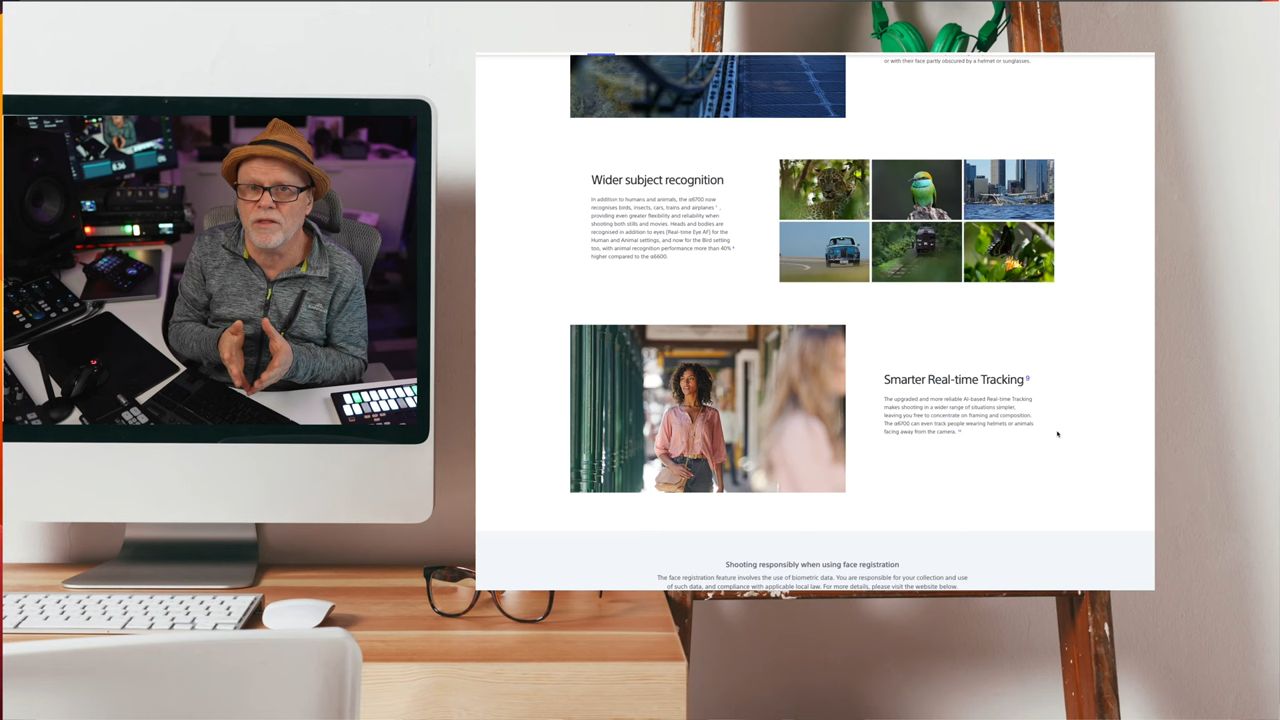 or with their face partly obscured by a helmet or sunglasses.
Wider subject recognition
In addition to humans and animals, the α6700 now
recognises birds, insects, cars, trains and airplanes
providing even greater flexibility and reliability when
shooting both stills and movies. Heads and bodies are
recognised in addition to eyes [Real-time Eye AF] for the
Human and Animal settings, and now for the Bird setting
too, with animal recognition performance more than 40%
higher compared to the α6600.
Smarter Real-time Tracking 9
The upgraded and more reliable AI-based Real-time Tracking
makes shooting in a wider range of situations simpler,
leaving you free to concentrate on framing and composition.
The α6700 can even track people wearing helmets or animals
facing away from the camera.
Shooting responsibly when using face registration
The face registration feature involves the use of biometric data. You are responsible for your collection and use
of such data, and compliance with applicable local law. For more details, please visit the website below.